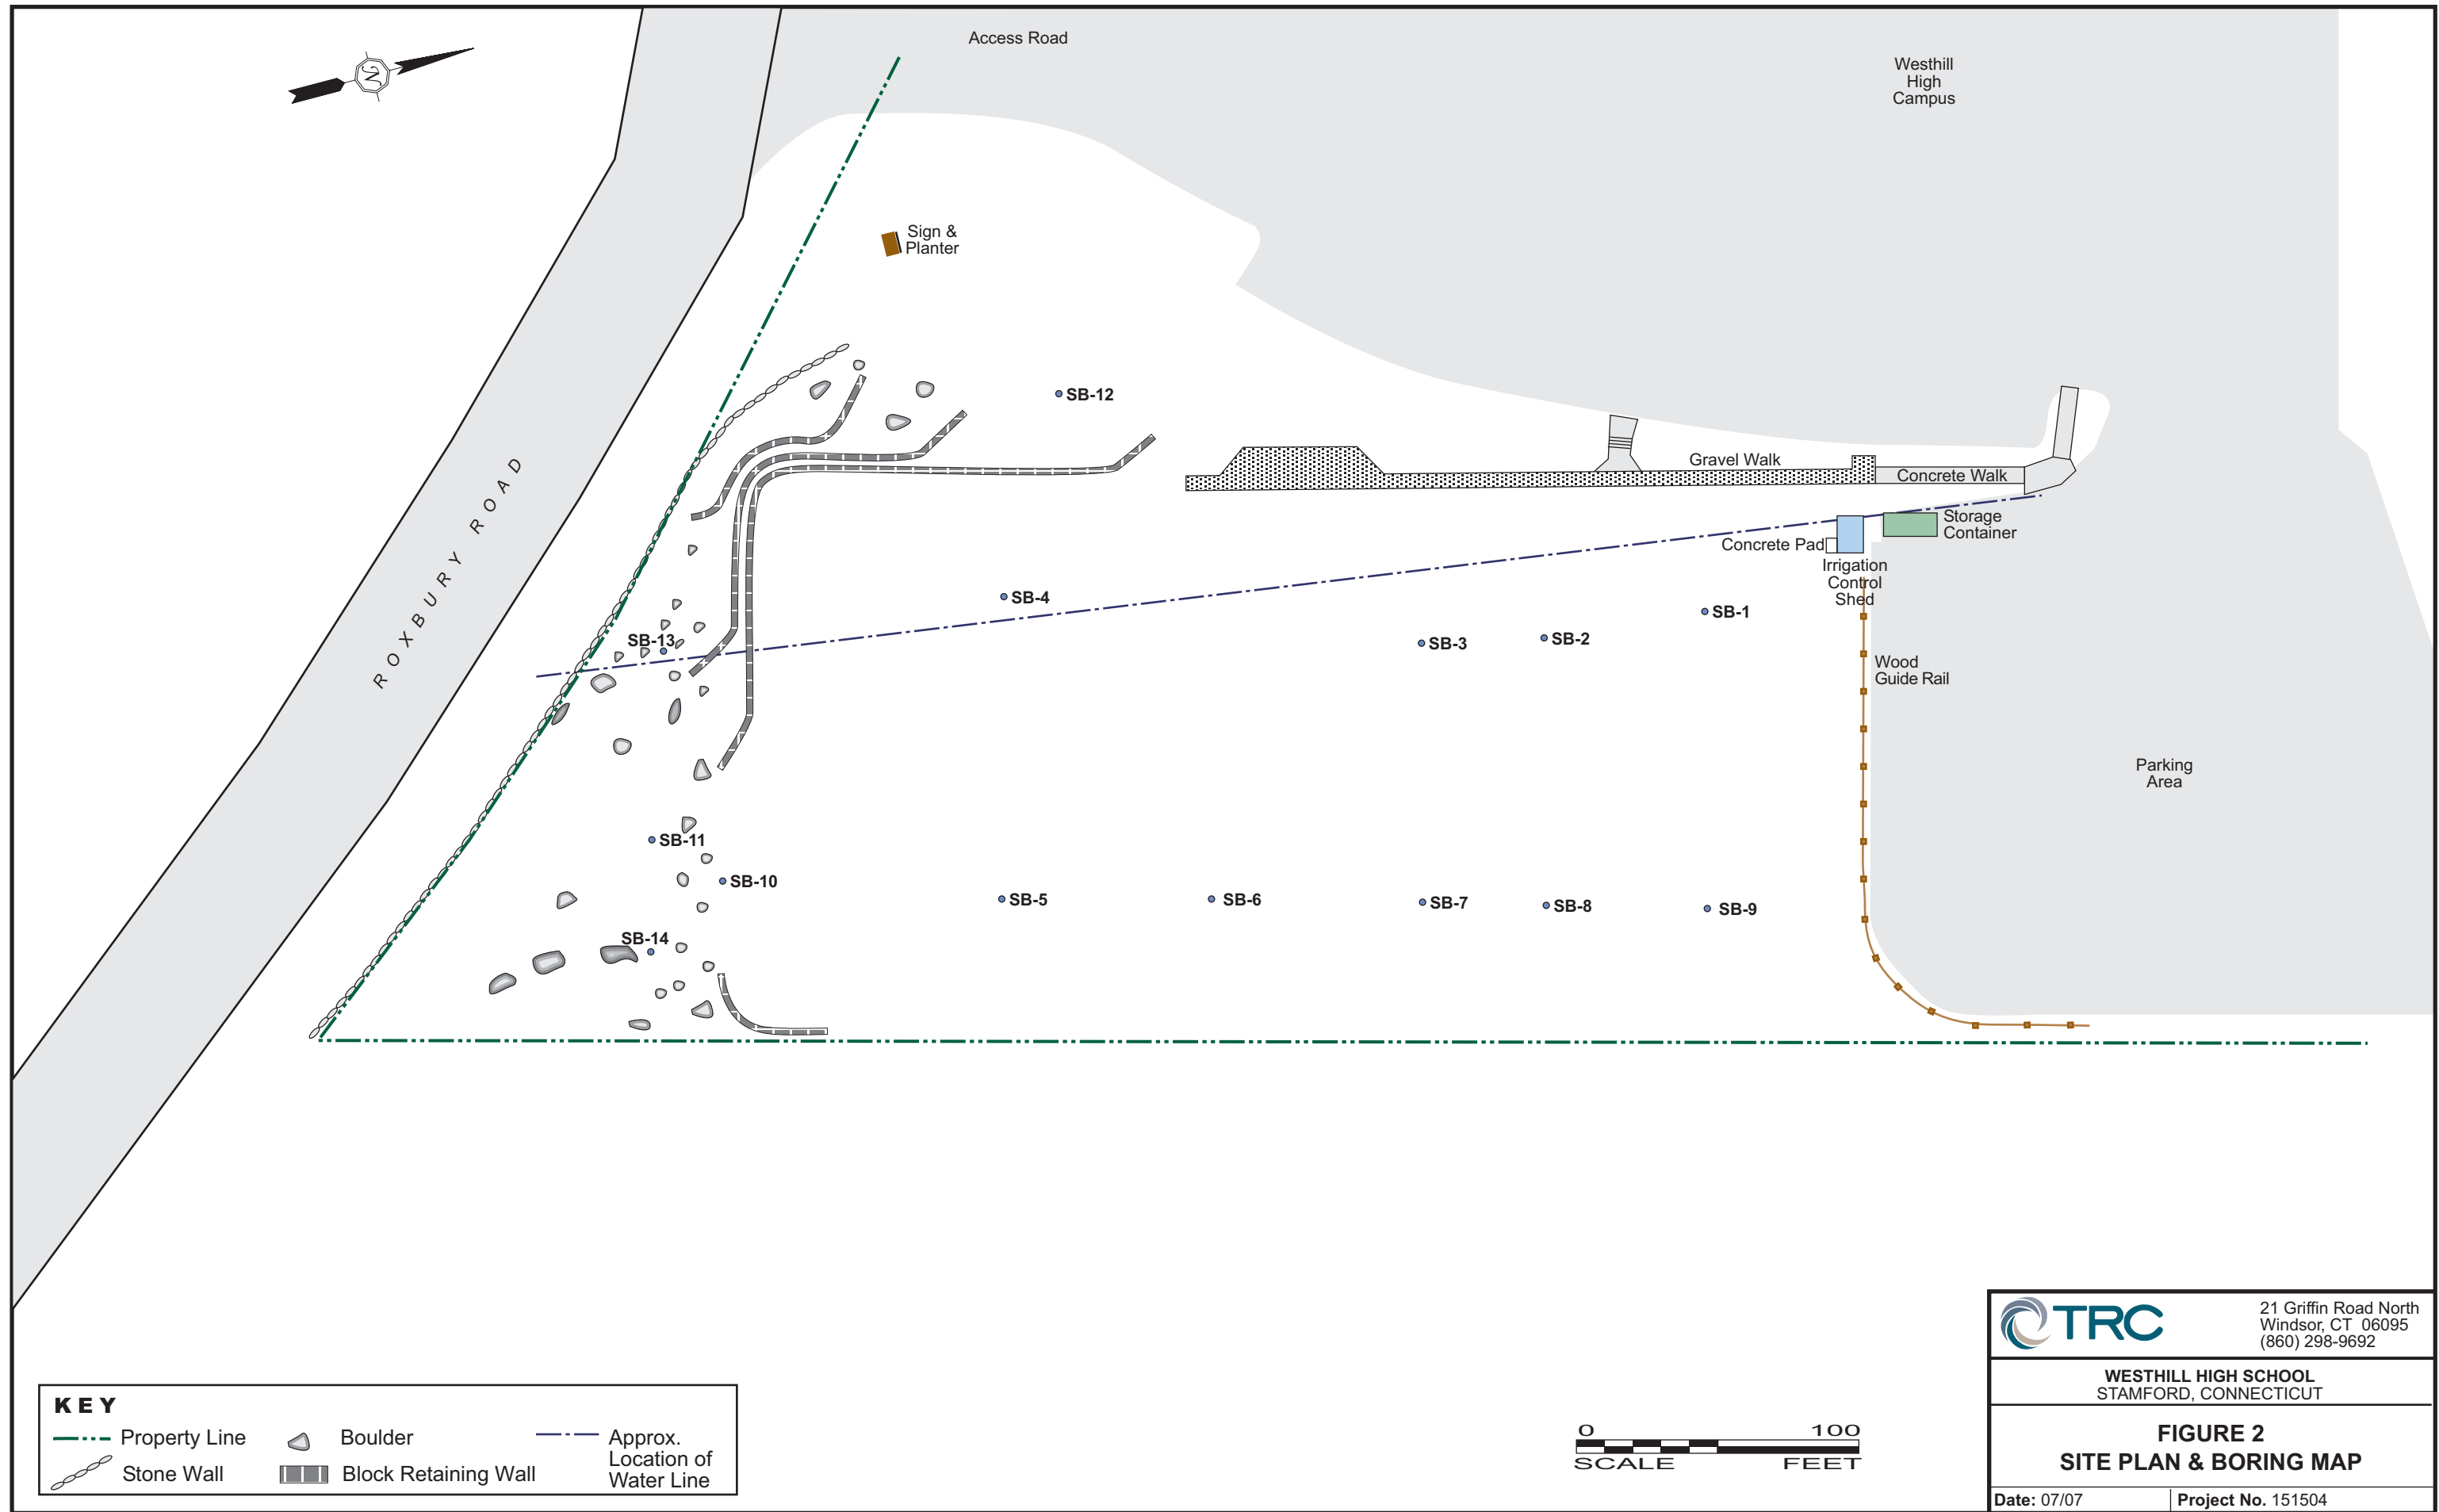 Access Road
Westhill
High
Campus
N
Sign &
Planter
SB-12
Gravel Walk
Concrete Walk
Storage
Container
Concrete Pad
Irrigation
Control
Shed
ROXBURY ROAD
SB-4
SB-1
SB-13
SB-3
SB-2
Wood
Guide Rail
Parking
Area
SB-11
SB-10
SB-5
SB-6
SB-7
SB-8
SB-9
SB-14
KEY
Property Line
Boulder
Approx.
Location of
Water Line
Stone Wall
Block Retaining Wall
0 100
SCALE FEET
TRC
21 Griffin Road North
Windsor, CT 06095
(860) 298-9692
WESTHILL HIGH SCHOOL
STAMFORD, CONNECTICUT
FIGURE 2
SITE PLAN & BORING MAP
Date: 07/07
Project No. 151504